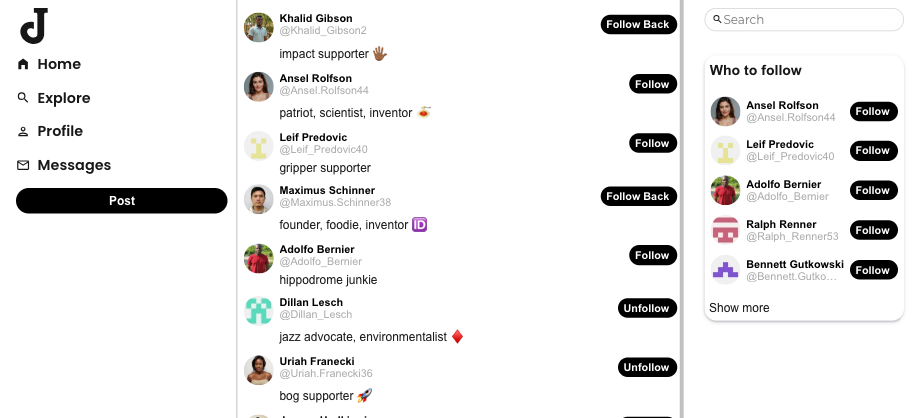 Home
Explore
Profile
Messages
Post
Khalid Gibson
@Khalid_Gibson2
Follow Back
impact supporter 🖐🏾
Ansel Rolfson
@Ansel.Rolfson44
Follow
patriot, scientist, inventor 🍝
Leif Predovic
@Leif_Predovic40
Follow
gripper supporter
Maximus Schinner
@Maximus.Schinner38
Follow Back
founder, foodie, inventor 🆔
Adolfo Bernier
@Adolfo_Bernier
Follow
hippodrome junkie
Dillan Lesch
@Dillan_Lesch
Unfollow
jazz advocate, environmentalist ♦️
Uriah Franecki
@Uriah.Franecki36
Unfollow
bog supporter 🚀
Search
Who to follow
Ansel Rolfson
@Ansel.Rolfson44
Follow
Leif Predovic
@Leif_Predovic40
Follow
Adolfo Bernier
@Adolfo_Bernier
Follow
Ralph Renner
@Ralph_Renner53
Follow
Bennett Gutkowski
@Bennett.Gutko...
Follow
Show more